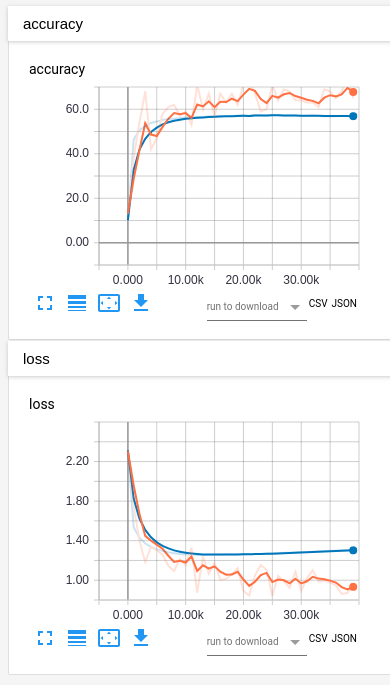 accuracy
accuracy
60.0
40.0
20.0
0.00
0.000 10.00k 20.00k 30.00k
run to download CSV JSON
loss
loss
2.20
1.80
1.40
1.00
0.000 10.00k 20.00k 30.00k
run to download CSV JSON